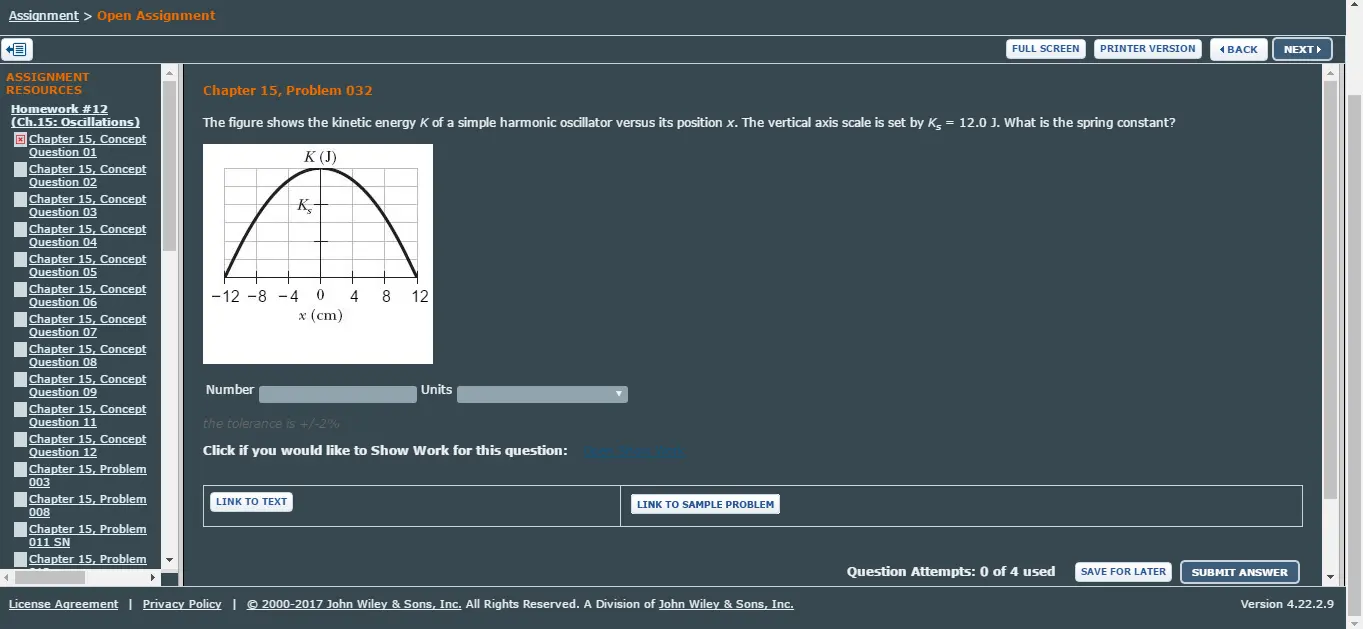 Assignment > Open Assignment
FULL SCREEN PRINTER VERSION BACK NEXT
ASSIGNMENT
RESOURCES
Homework #12
(Ch.15: Oscillations)
Chapter 15, Concept
Question 01
Chapter 15, Concept
Question 02
Chapter 15, Concept
Question 03
Chapter 15, Concept
Question 04
Chapter 15, Concept
Question 05
Chapter 15, Concept
Question 06
Chapter 15, Concept
Question 07
Chapter 15, Concept
Question 08
Chapter 15, Concept
Question 09
Chapter 15, Concept
Question 11
Chapter 15, Concept
Question 12
Chapter 15, Problem
003
Chapter 15, Problem
008
Chapter 15, Problem
011 SN
Chapter 15, Problem
Chapter 15, Problem 032
The figure shows the kinetic energy K of a simple harmonic oscillator versus its position x. The vertical axis scale is set by Ks = 12.0 J. What is the spring constant?
K (J)
Ks
−12 −8 −4 0 4 8 12
x (cm)
Number Units
the tolerance is +/-2%
Click if you would like to Show Work for this question:
LINK TO TEXT LINK TO SAMPLE PROBLEM
Question Attempts: 0 of 4 used SAVE FOR LATER SUBMIT ANSWER
License Agreement | Privacy Policy | © 2000-2017 John Wiley & Sons, Inc. All Rights Reserved. A Division of John Wiley & Sons, Inc. Version 4.22.2.9